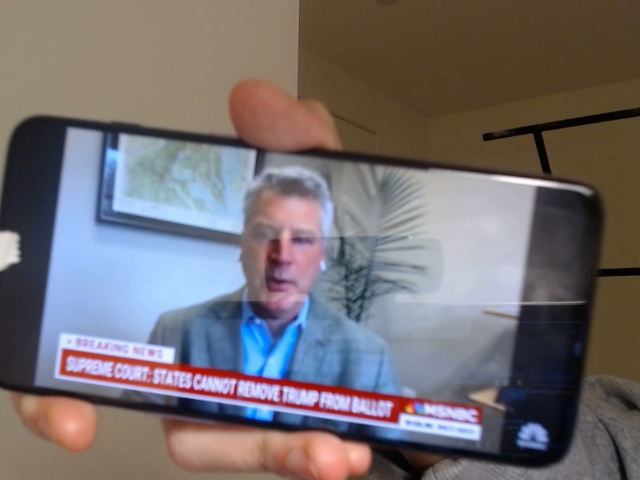 > BREAKING NEWS
SUPREME COURT: STATES CANNOT REMOVE TRUMP FROM BALLOT
MSNBC